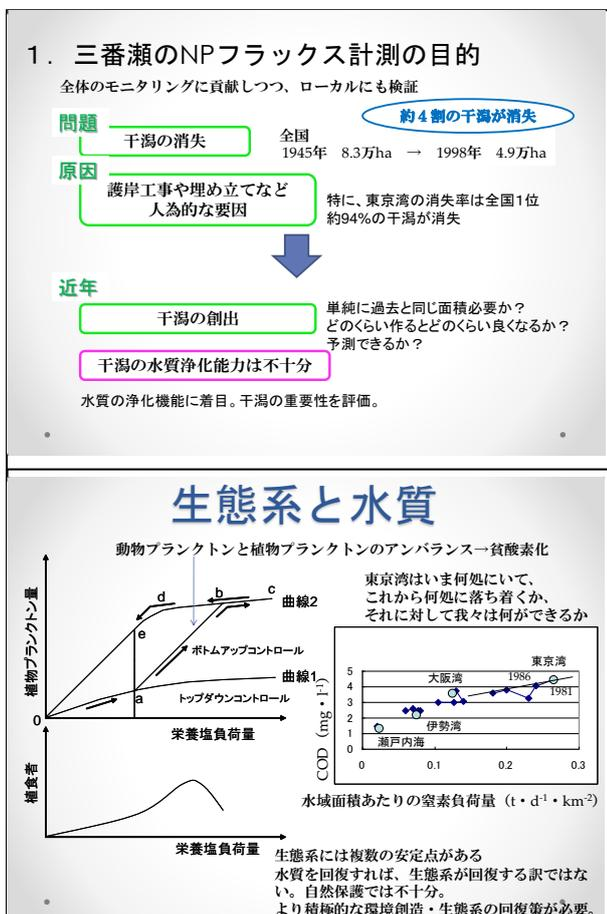 1．三番瀬のNPフラックス計測の目的
全体のモニタリングに貢献しつつ、ローカルにも検証
問題
干潟の消失
約４割の干潟が消失
全国
1945年 8.3万ha → 1998年 4.9万ha
原因
護岸工事や埋め立てなど
人為的な要因
特に、東京湾の消失率は全国1位
約94%の干潟が消失
近年
干潟の創出
単純に過去と同じ面積必要か？
どのくらい作るとどのくらい良くなるか？
予測できるか？
干潟の水質浄化能力は不十分
水質の浄化機能に着目。干潟の重要性を評価。
生態系と水質
動物プランクトンと植物プランクトンのアンバランス→貧酸素化
植物プランクトン量
d
b
c
曲線2
e
ボトムアップコントロール
曲線1
a
トップダウンコントロール
0
栄養塩負荷量
植食者
栄養塩負荷量
東京湾はいま何処にいて、
これから何処に落ち着くか、
それに対して我々は何ができるか
東京湾
大阪湾
1986
1981
伊勢湾
瀬戸内海
COD（mg・l-1）
5
4
3
2
1
0
0 0.1 0.2 0.3
水域面積あたりの窒素負荷量（t・d-1・km-2）
生態系には複数の安定点がある
水質を回復すれば、生態系が回復する訳ではな
い。自然保護では不十分。
より積極的な環境創造・生態系の回復策が必要。